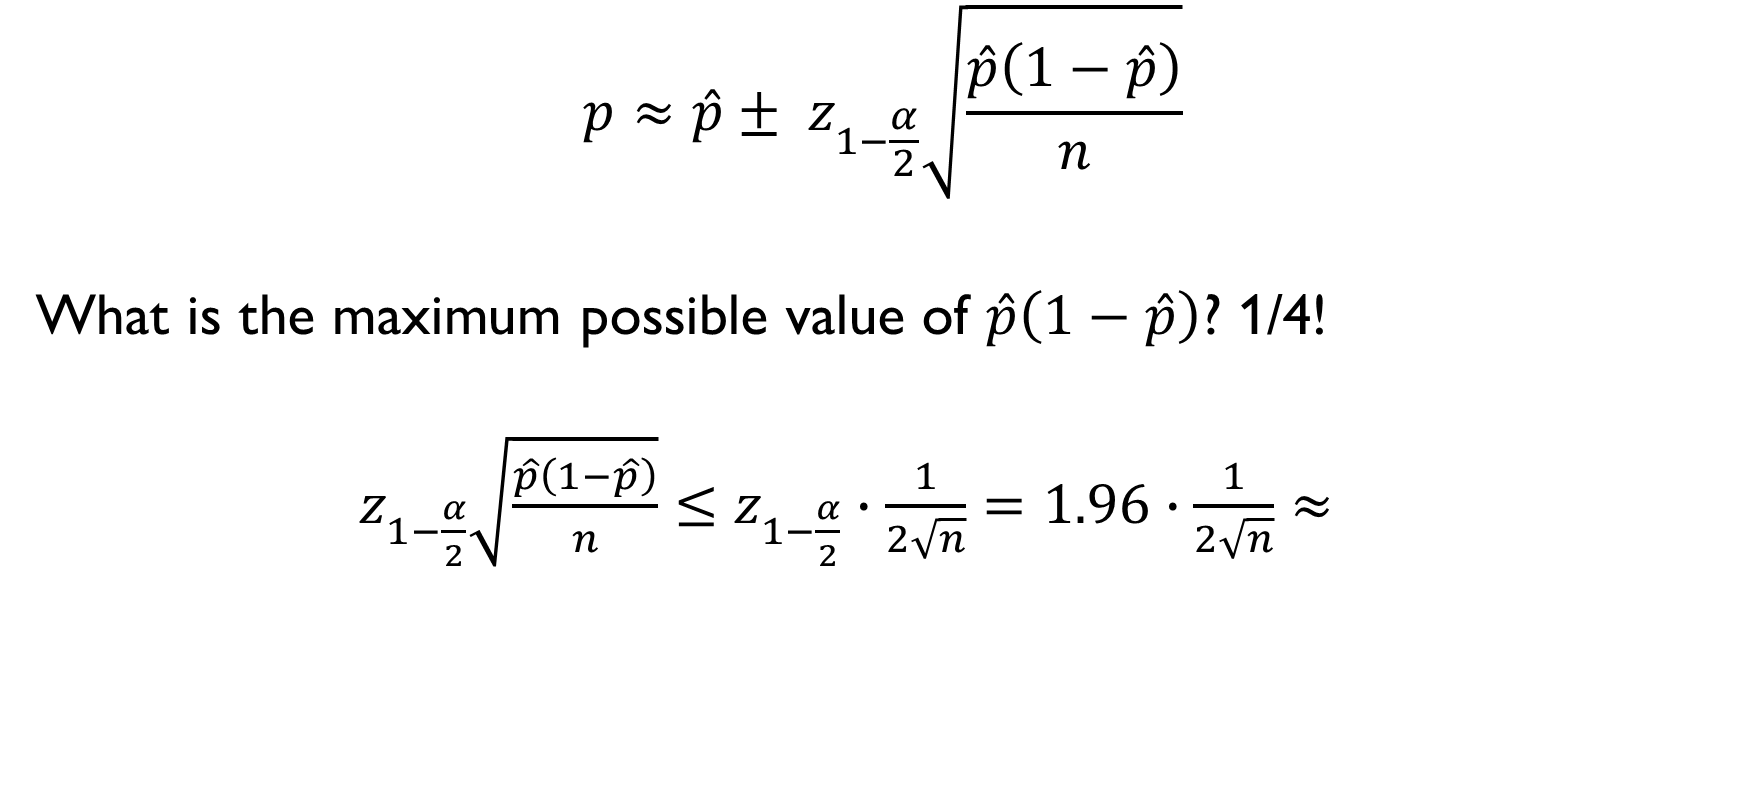 p ≈ p̂ ± z_{1−α/2} √(p̂(1 − p̂)/n)
What is the maximum possible value of p̂(1 − p̂)? 1/4!
z_{1−α/2} √(p̂(1−p̂)/n) ≤ z_{1−α/2} · 1/(2√n) = 1.96 · 1/(2√n) ≈